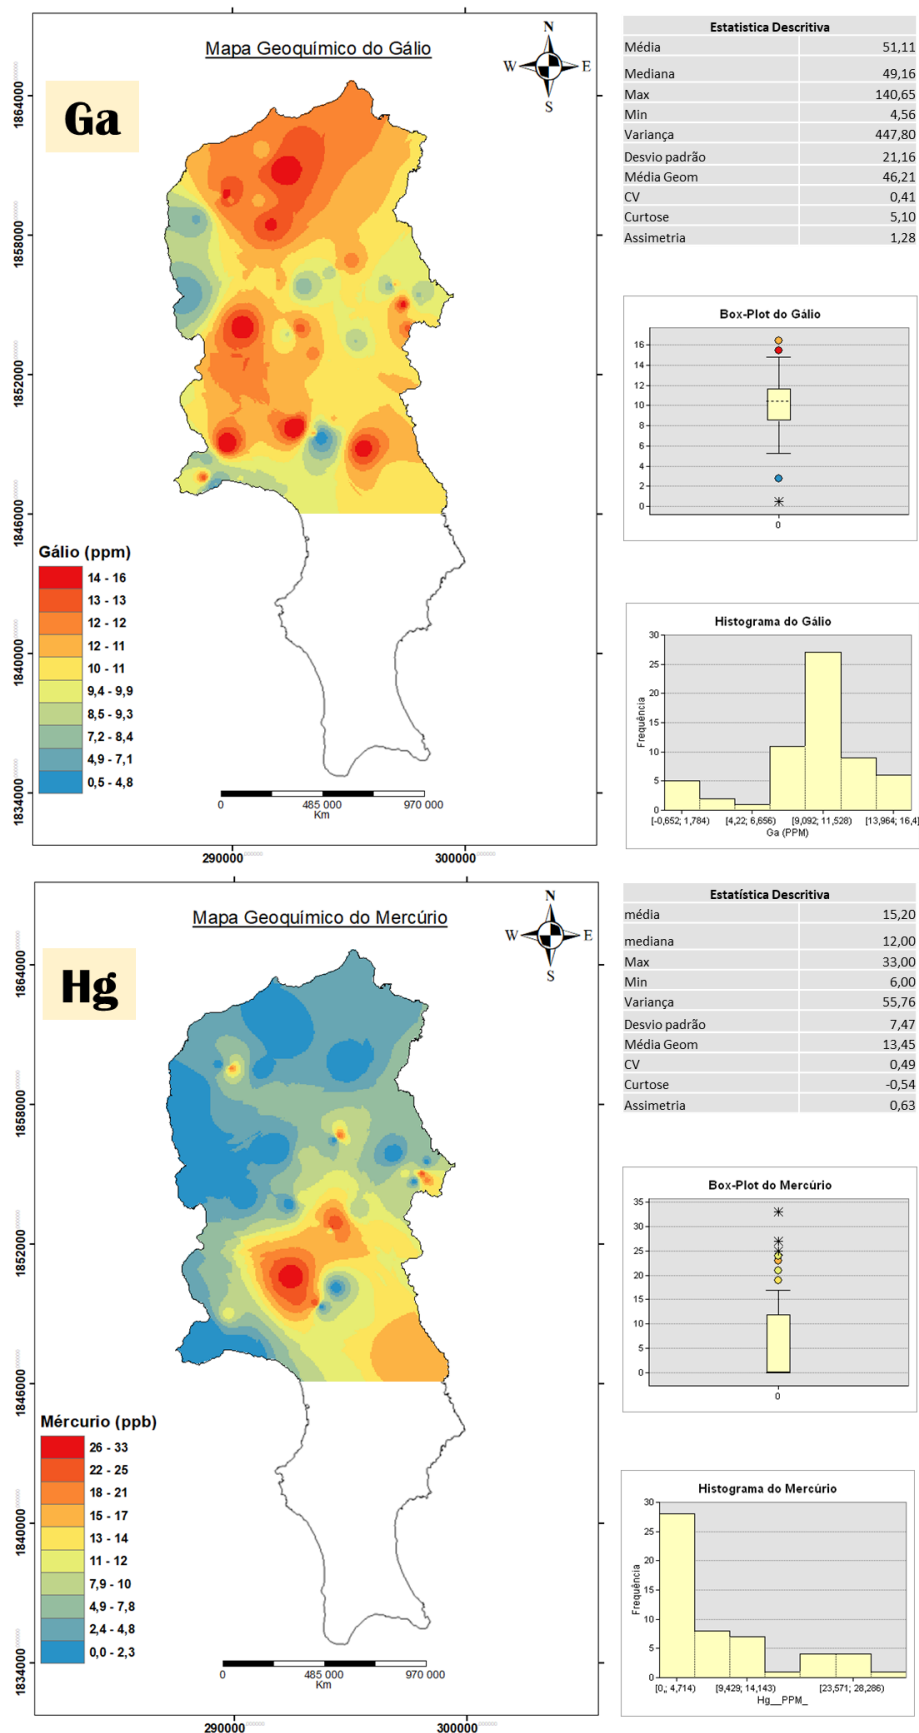 Mapa Geoquímico do Gálio
N
W E
S
Ga
1864000
1858000
1852000
1846000
1840000
1834000
Gálio (ppm)
14 - 16
13 - 13
12 - 12
12 - 11
10 - 11
9,4 - 9,9
8,5 - 9,3
7,2 - 8,4
4,9 - 7,1
0,5 - 4,8
0 485 000 970 000
Km
290000 300000
Estatistica Descritiva
Média 51,11
Mediana 49,16
Max 140,65
Min 4,56
Variança 447,80
Desvio padrão 21,16
Média Geom 46,21
CV 0,41
Curtose 5,10
Assimetria 1,28
Box-Plot do Gálio
16
14
12
10
8
6
4
2
0
0
Histograma do Gálio
Frequência
30
25
20
15
10
5
0
[-0,652; 1,784) [4,22; 6,656) [9,092; 11,528) [13,964; 16,4]
Ga (PPM)
Mapa Geoquímico do Mercúrio
N
W E
S
Hg
1864000
1858000
1852000
1846000
1840000
1834000
Mércurio (ppb)
26 - 33
22 - 25
18 - 21
15 - 17
13 - 14
11 - 12
7,9 - 10
4,9 - 7,8
2,4 - 4,8
0,0 - 2,3
0 485 000 970 000
Km
290000 300000
Estatística Descritiva
média 15,20
mediana 12,00
Max 33,00
Min 6,00
Variança 55,76
Desvio padrão 7,47
Média Geom 13,45
CV 0,49
Curtose -0,54
Assimetria 0,63
Box-Plot do Mercúrio
35
30
25
20
15
10
5
0
0
Histograma do Mercúrio
Frequência
30
25
20
15
10
5
0
[0,; 4,714) [9,429; 14,143) [23,571; 28,286)
Hg__PPM_